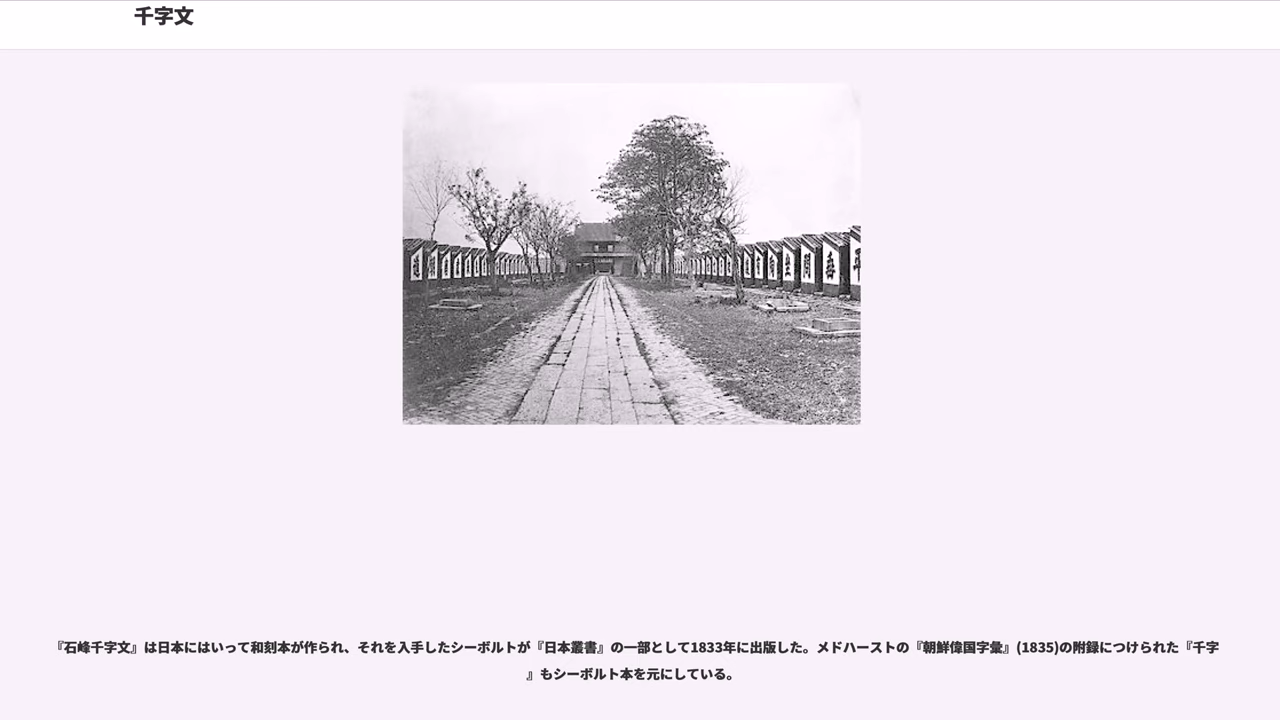 千字文
開
毎
『石峰千字文』は日本にはいって和刻本が作られ、それを入手したシーボルトが『日本叢書』の一部として1833年に出版した。メドハーストの『朝鮮偉国字彙』(1835)の附録につけられた『千字
』もシーボルト本を元にしている。